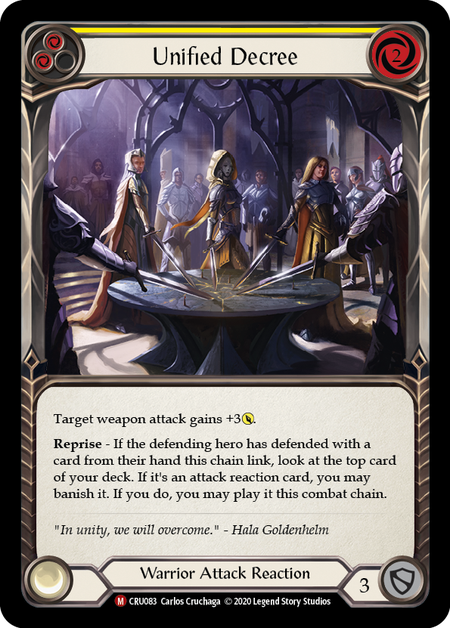 Unified Decree
2
Target weapon attack gains +3.
Reprise - If the defending hero has defended with a
card from their hand this chain link, look at the top card
of your deck. If it's an attack reaction card, you may
banish it. If you do, you may play it this combat chain.
"In unity, we will overcome." - Hala Goldenhelm
Warrior Attack Reaction
3
M CRU083 Carlos Cruchaga © 2020 Legend Story Studios